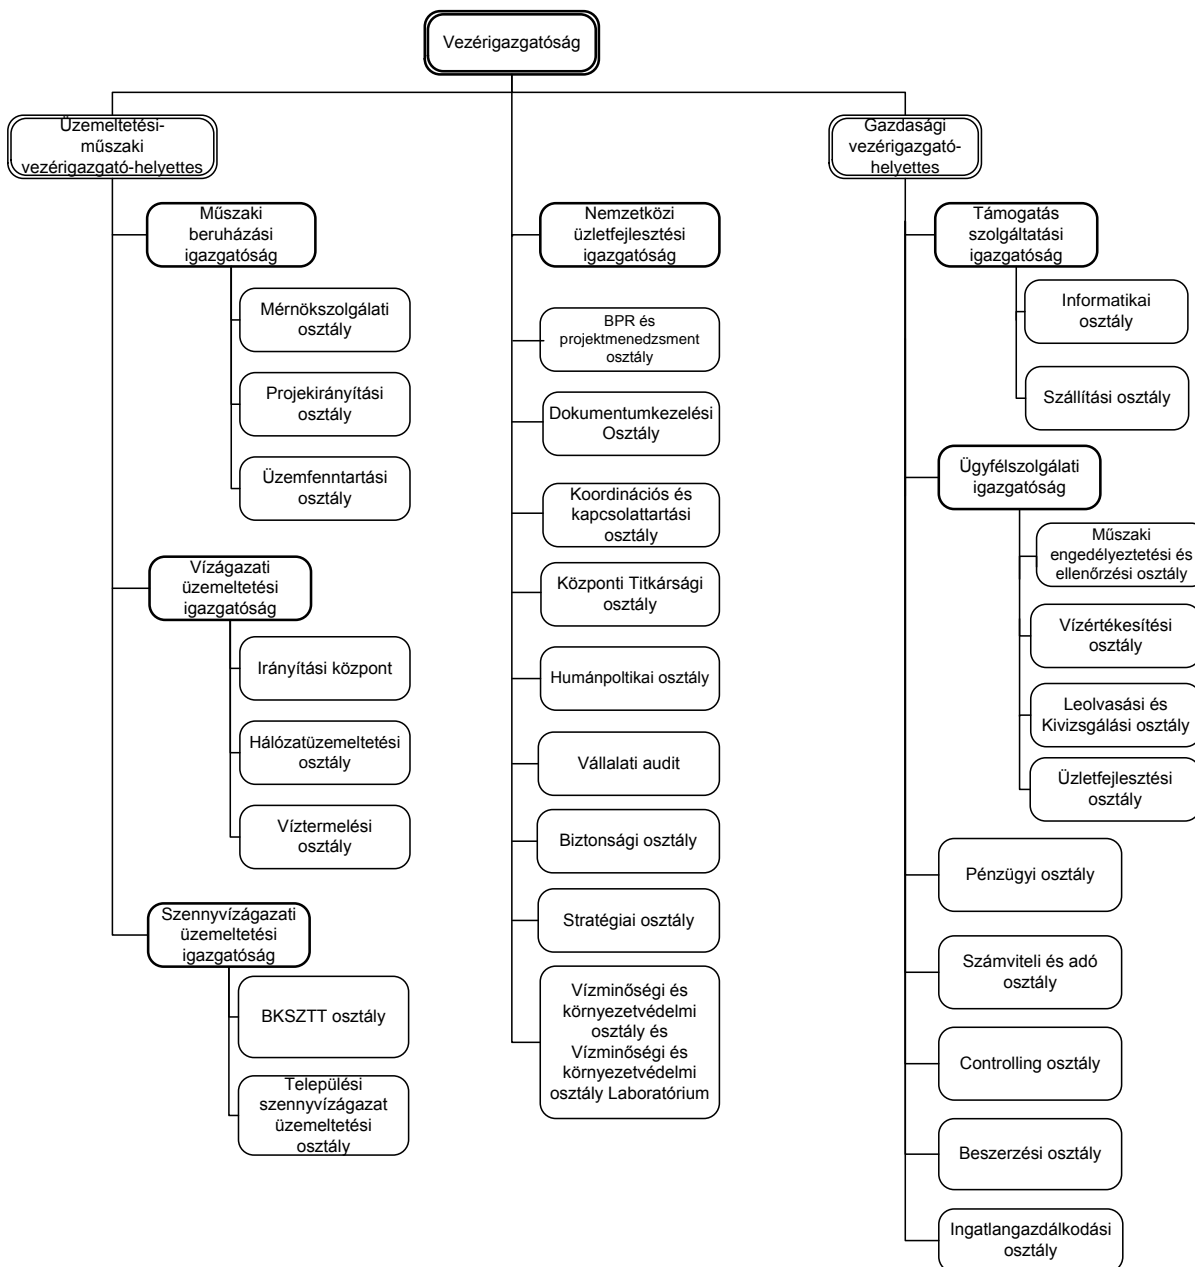 Vezérigazgatóság
Üzemeltetési-
műszaki
vezérigazgató-helyettes
Műszaki
beruházási
igazgatóság
Mérnökszolgálati
osztály
Projekirányítási
osztály
Üzemfenntartási
osztály
Vízágazati
üzemeltetési
igazgatóság
Irányítási központ
Hálózatüzemeltetési
osztály
Víztermelési
osztály
Szennyvízágazati
üzemeltetési
igazgatóság
BKSZTT osztály
Települési
szennyvízágazat
üzemeltetési
osztály
Nemzetközi
üzletfejlesztési
igazgatóság
BPR és
projektmenedzsment
osztály
Dokumentumkezelési
Osztály
Koordinációs és
kapcsolattartási
osztály
Központi Titkársági
osztály
Humánpoltikai osztály
Vállalati audit
Biztonsági osztály
Stratégiai osztály
Vízminőségi és
környezetvédelmi
osztály és
Vízminőségi és
környezetvédelmi
osztály Laboratórium
Gazdasági
vezérigazgató-
helyettes
Támogatás
szolgáltatási
igazgatóság
Informatikai
osztály
Szállítási osztály
Ügyfélszolgálati
igazgatóság
Műszaki
engedélyeztetési és
ellenőrzési osztály
Vízértékesítési
osztály
Leolvasási és
Kivizsgálási osztály
Üzletfejlesztési
osztály
Pénzügyi osztály
Számviteli és adó
osztály
Controlling osztály
Beszerzési osztály
Ingatlangazdálkodási
osztály